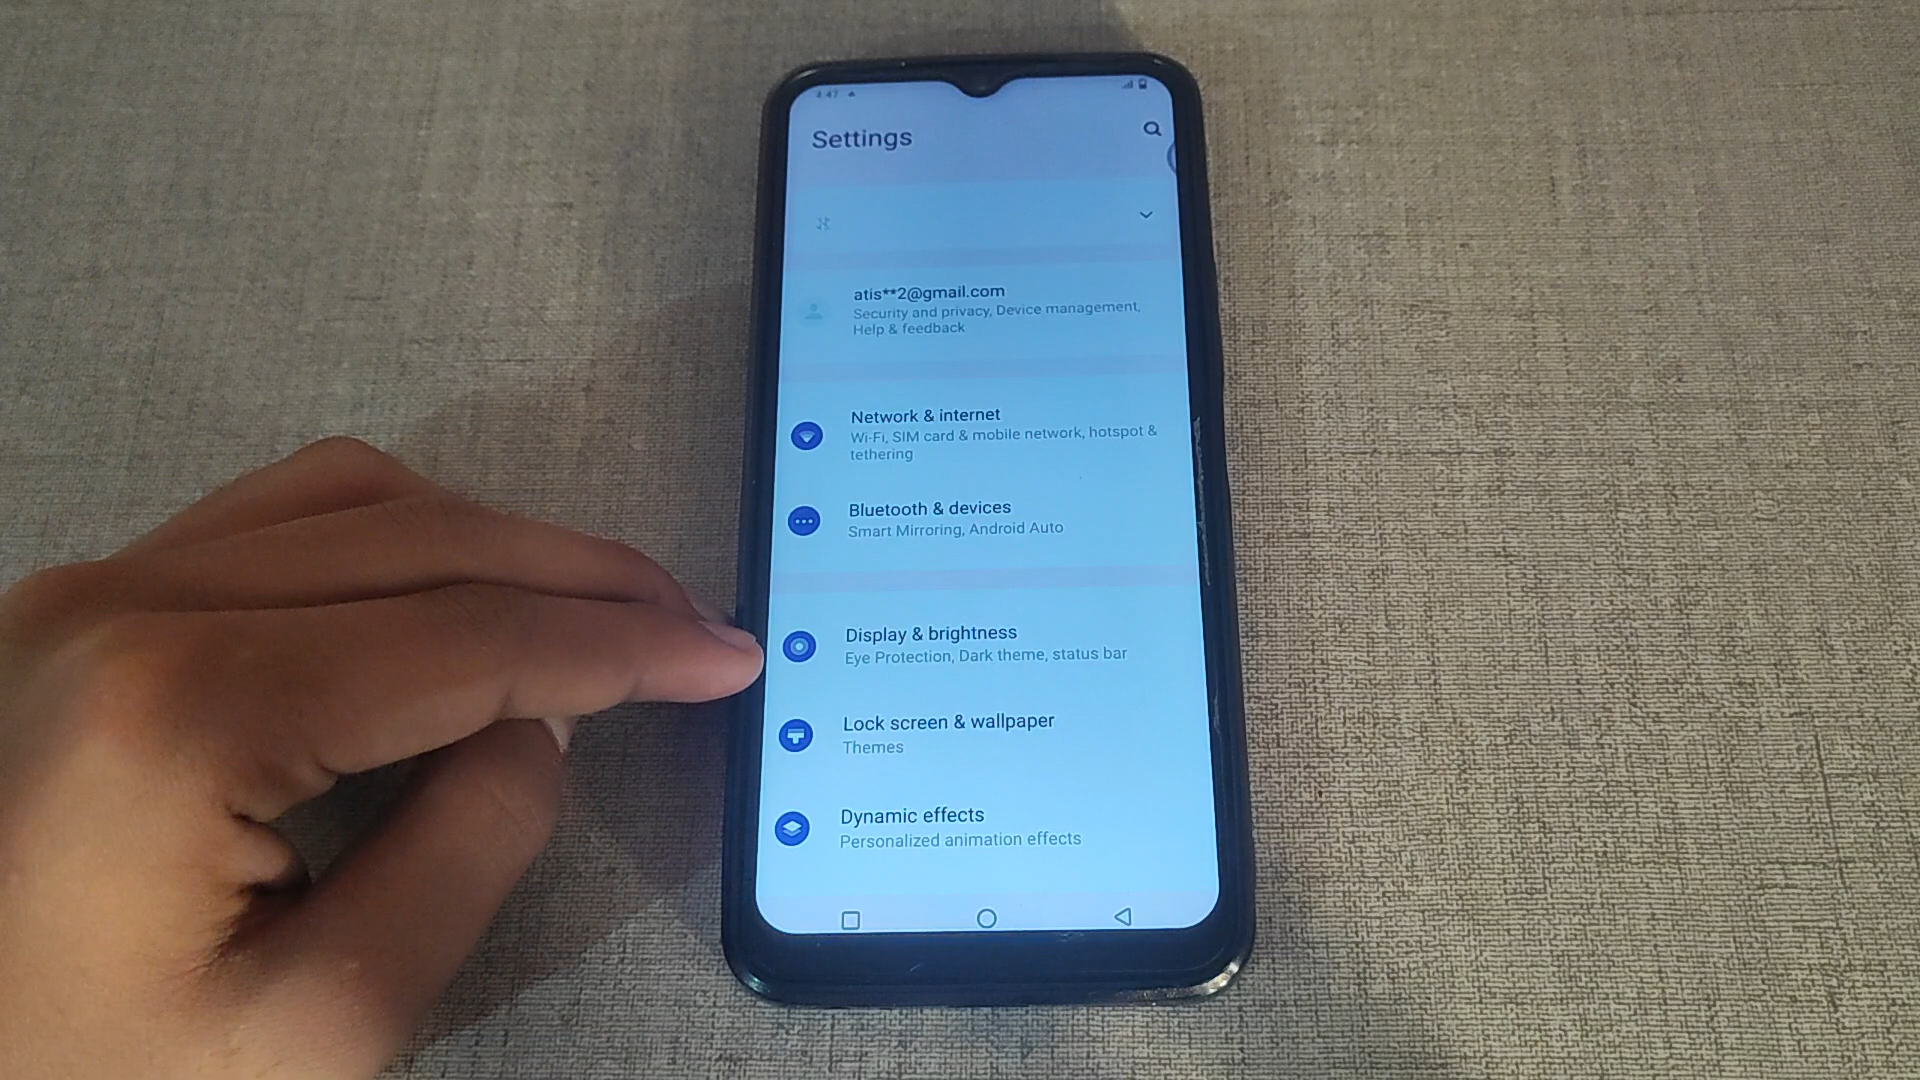 4:47
Settings
atis**2@gmail.com
Security and privacy, Device management,
Help & feedback
Network & internet
Wi-Fi, SIM card & mobile network, hotspot &
tethering
Bluetooth & devices
Smart Mirroring, Android Auto
Display & brightness
Eye Protection, Dark theme, status bar
Lock screen & wallpaper
Themes
Dynamic effects
Personalized animation effects